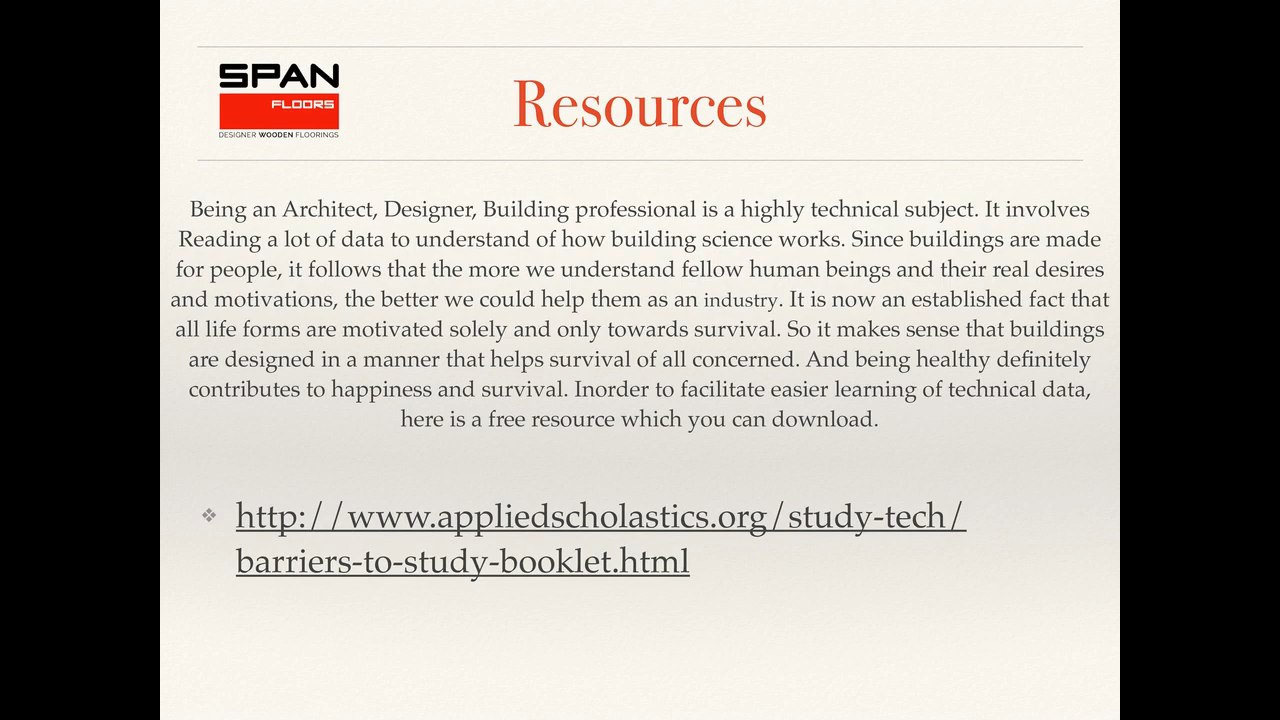 SPAN
FLOORS
DESIGNER WOODEN FLOORINGS
Resources
Being an Architect, Designer, Building professional is a highly technical subject. It involves
Reading a lot of data to understand of how building science works. Since buildings are made
for people, it follows that the more we understand fellow human beings and their real desires
and motivations, the better we could help them as an industry. It is now an established fact that
all life forms are motivated solely and only towards survival. So it makes sense that buildings
are designed in a manner that helps survival of all concerned. And being healthy definitely
contributes to happiness and survival. Inorder to facilitate easier learning of technical data,
here is a free resource which you can download.
❖ http://www.appliedscholastics.org/study-tech/
barriers-to-study-booklet.html